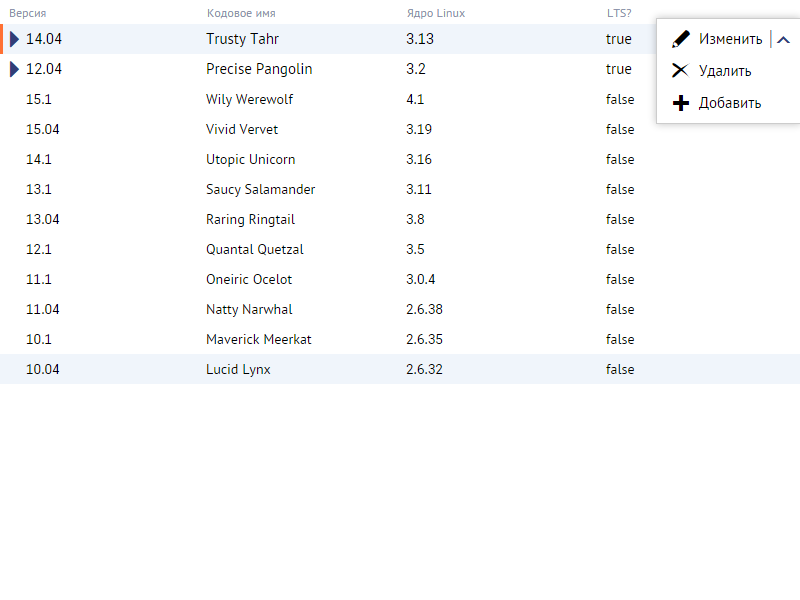 Версия Кодовое имя Ядро Linux LTS?
14.04 Trusty Tahr 3.13 true Изменить
12.04 Precise Pangolin 3.2 true Удалить
15.1 Wily Werewolf 4.1 false Добавить
15.04 Vivid Vervet 3.19 false
14.1 Utopic Unicorn 3.16 false
13.1 Saucy Salamander 3.11 false
13.04 Raring Ringtail 3.8 false
12.1 Quantal Quetzal 3.5 false
11.1 Oneiric Ocelot 3.0.4 false
11.04 Natty Narwhal 2.6.38 false
10.1 Maverick Meerkat 2.6.35 false
10.04 Lucid Lynx 2.6.32 false